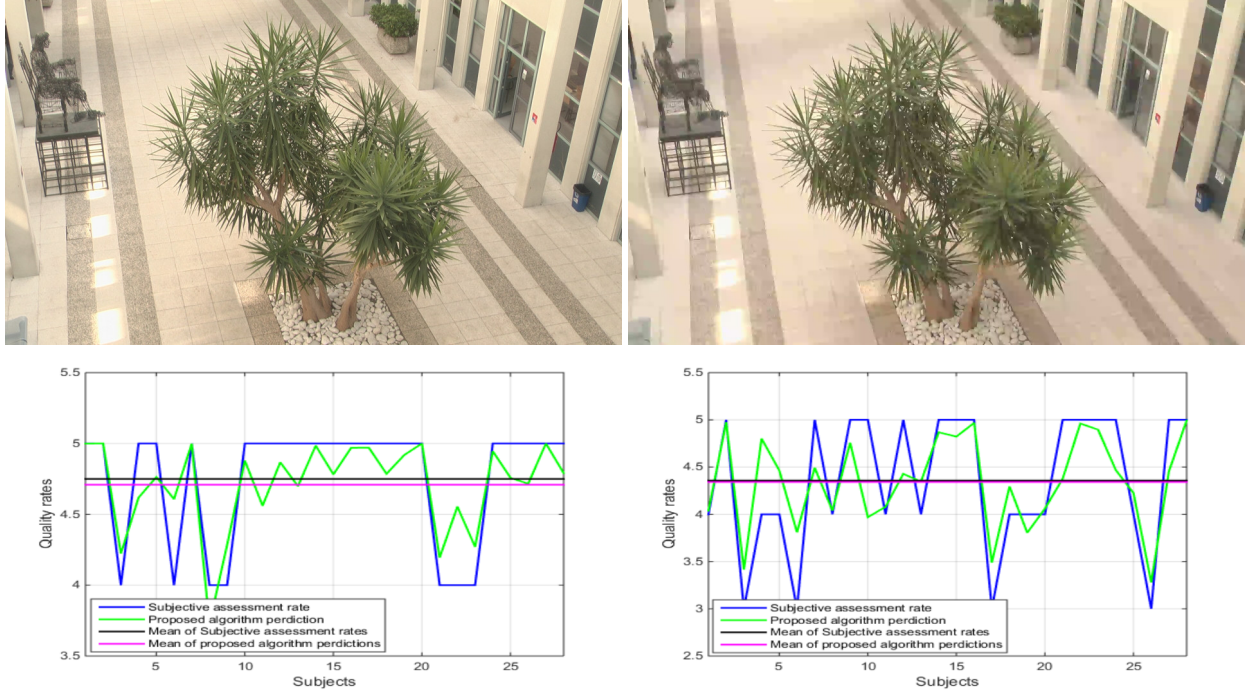 5.5
5
4.5
4
3.5
Quality rates
Subjective assessment rate
Proposed algorithm perdiction
Mean of Subjective assessment rates
Mean of proposed algorithm perdictions
5
10
15
20
25
Subjects
5.5
5
4.5
4
3.5
3
2.5
Quality rates
Subjective assessment rate
Proposed algorithm perdiction
Mean of Subjective assessment rates
Mean of proposed algorithm perdictions
5
10
15
20
25
Subjects